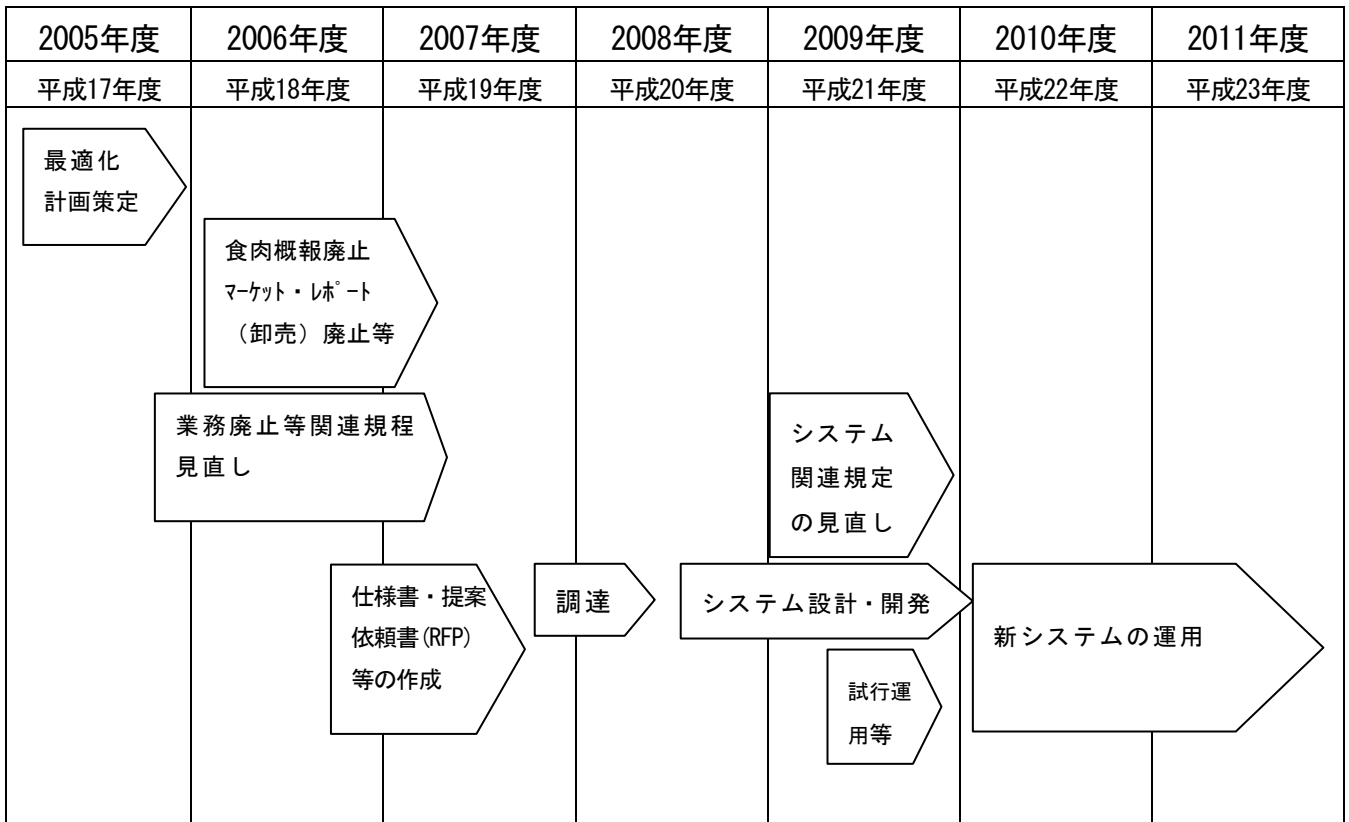 2005年度 2006年度 2007年度 2008年度 2009年度 2010年度 2011年度
平成17年度 平成18年度 平成19年度 平成20年度 平成21年度 平成22年度 平成23年度
最適化
計画策定
食肉概報廃止
ﾏｰｹｯﾄ・ﾚﾎﾟｰﾄ
（卸売）廃止等
業務廃止等関連規程
見直し
システム
関連規定
の見直し
仕様書・提案
依頼書(RFP)
等の作成
調達
システム設計・開発
試行運
用等
新システムの運用